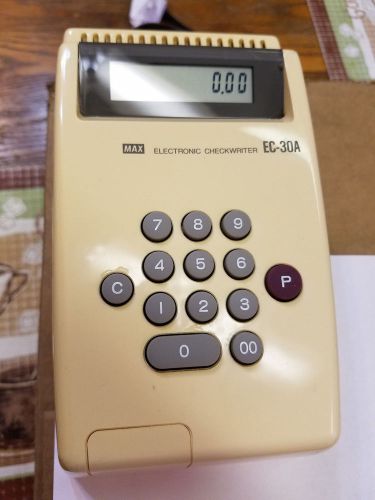 0.00
MAX ELECTRONIC CHECKWRITER EC-30A
7 8 9
4 5 6
C 1 2 3 P
0 00